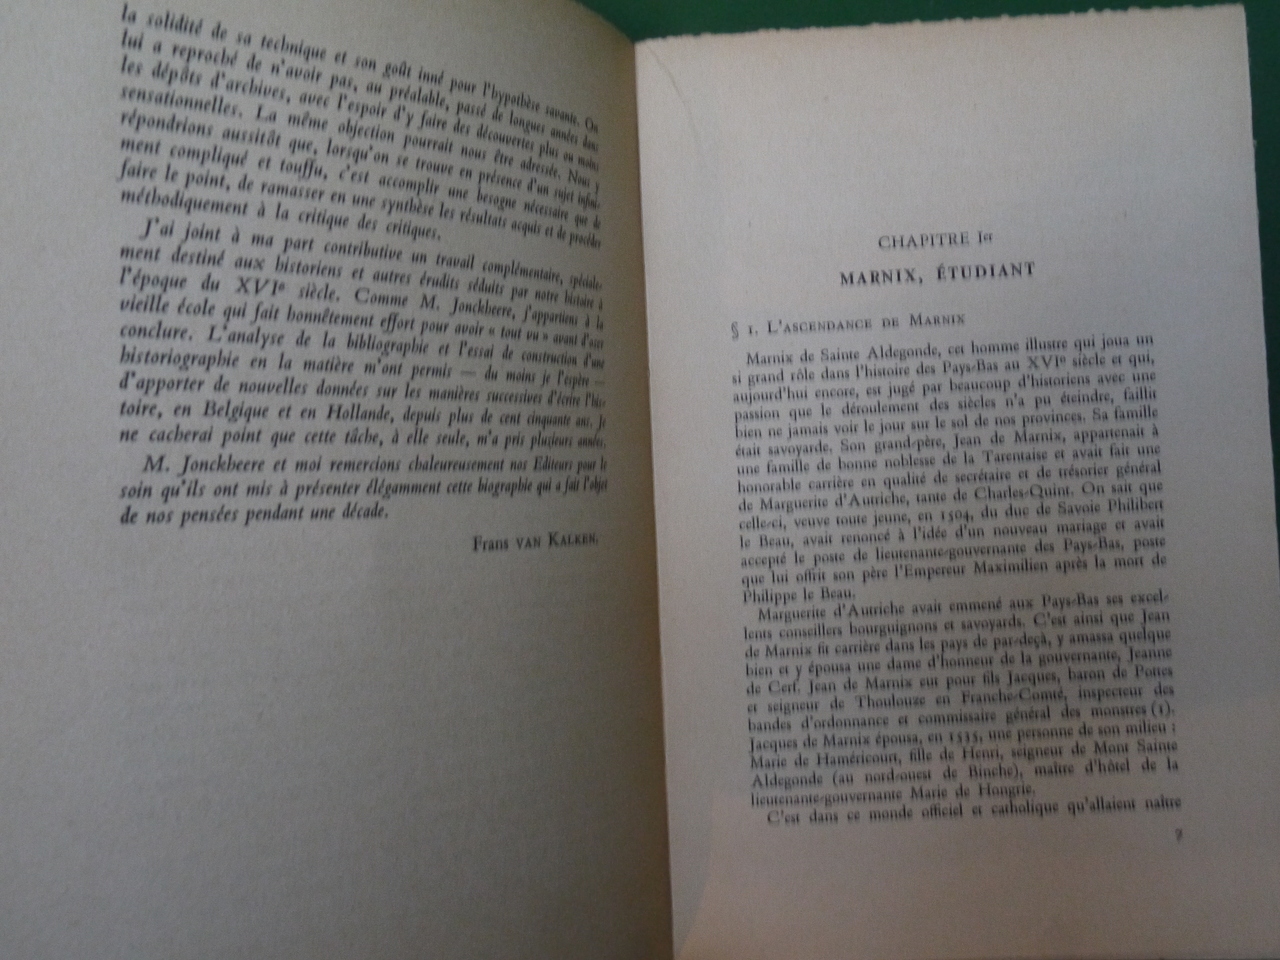 la solidité de sa technique et son goût inné pour l'hypothèse savante. On
lui a reproché de n'avoir pas, au préalable, passé de longues années dans
les dépôts d'archives, avec l'espoir d'y faire des découvertes plus ou moins
sensationnelles. La même objection pourrait nous être adressée. Nous y
répondrions aussitôt que, lorsqu'on se trouve en présence d'un sujet infini-
ment compliqué et touffu, c'est accomplir une besogne nécessaire que de
faire le point, de ramasser en une synthèse les résultats acquis et de procéder
méthodiquement à la critique des critiques.
J'ai joint à ma part contributive un travail complémentaire, spéciale-
ment destiné aux historiens et autres érudits séduits par notre histoire à
l'époque du XVIe siècle. Comme M. Jonckheere, j'appartiens à la
vieille école qui fait honnêtement effort pour avoir « tout vu » avant d'oser
conclure. L'analyse de la bibliographie et l'essai de construction d'une
historiographie en la matière m'ont permis — du moins je l'espère —
d'apporter de nouvelles données sur les manières successives d'écrire l'his-
toire, en Belgique et en Hollande, depuis plus de cent cinquante ans. Je
ne cacherai point que cette tâche, à elle seule, m'a pris plusieurs années.
M. Jonckheere et moi remercions chaleureusement nos Editeurs pour le
soin qu'ils ont mis à présenter élégamment cette biographie qui a fait l'objet
de nos pensées pendant une décade.
Frans VAN KALKEN.
CHAPITRE Ier
MARNIX, ÉTUDIANT
§ 1. L'ASCENDANCE DE MARNIX
Marnix de Sainte Aldegonde, cet homme illustre qui joua un
si grand rôle dans l'histoire des Pays-Bas au XVIe siècle et qui,
aujourd'hui encore, est jugé par beaucoup d'historiens avec une
passion que le déroulement des siècles n'a pu éteindre, faillit
bien ne jamais voir le jour sur le sol de nos provinces. Sa famille
était savoyarde. Son grand-père, Jean de Marnix, appartenait à
une famille de bonne noblesse de la Tarentaise et avait fait une
honorable carrière en qualité de secrétaire et de trésorier général
de Marguerite d'Autriche, tante de Charles-Quint. On sait que
celle-ci, veuve toute jeune, en 1504, du duc de Savoie Philibert
le Beau, avait renoncé à l'idée d'un nouveau mariage et avait
accepté le poste de lieutenante-gouvernante des Pays-Bas, poste
que lui offrit son père l'Empereur Maximilien après la mort de
Philippe le Beau.
Marguerite d'Autriche avait emmené aux Pays-Bas ses excel-
lents conseillers bourguignons et savoyards. C'est ainsi que Jean
de Marnix fit carrière dans les pays de par-deçà, y amassa quelque
bien et y épousa une dame d'honneur de la gouvernante, Jeanne
de Cerf. Jean de Marnix eut pour fils Jacques, baron de Pottes
et seigneur de Thoulouze en Franche-Comté, inspecteur des
bandes d'ordonnance et commissaire général des monstres (1).
Jacques de Marnix épousa, en 1535, une personne de son milieu :
Marie de Haméricourt, fille de Henri, seigneur de Mont Sainte
Aldegonde (au nord-ouest de Binche), maître d'hôtel de la
lieutenante-gouvernante Marie de Hongrie.
C'est dans ce monde officiel et catholique qu'allaient naître